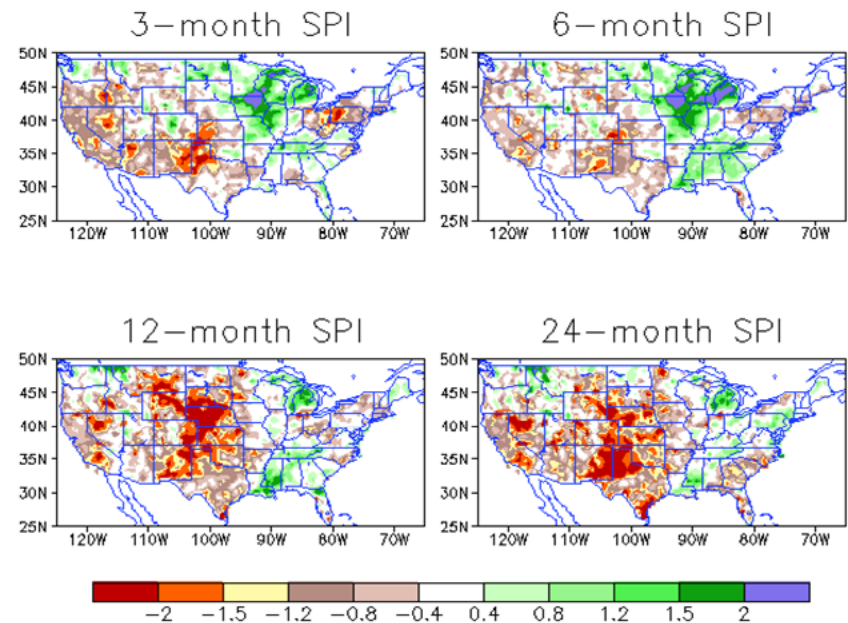 3-month SPI
6-month SPI
50N
45N
40N
35N
30N
25N
120W 110W 100W 90W 80W 70W
50N
45N
40N
35N
30N
25N
120W 110W 100W 90W 80W 70W
12-month SPI
24-month SPI
50N
45N
40N
35N
30N
25N
120W 110W 100W 90W 80W 70W
50N
45N
40N
35N
30N
25N
120W 110W 100W 90W 80W 70W
-2 -1.5 -1.2 -0.8 -0.4 0.4 0.8 1.2 1.5 2